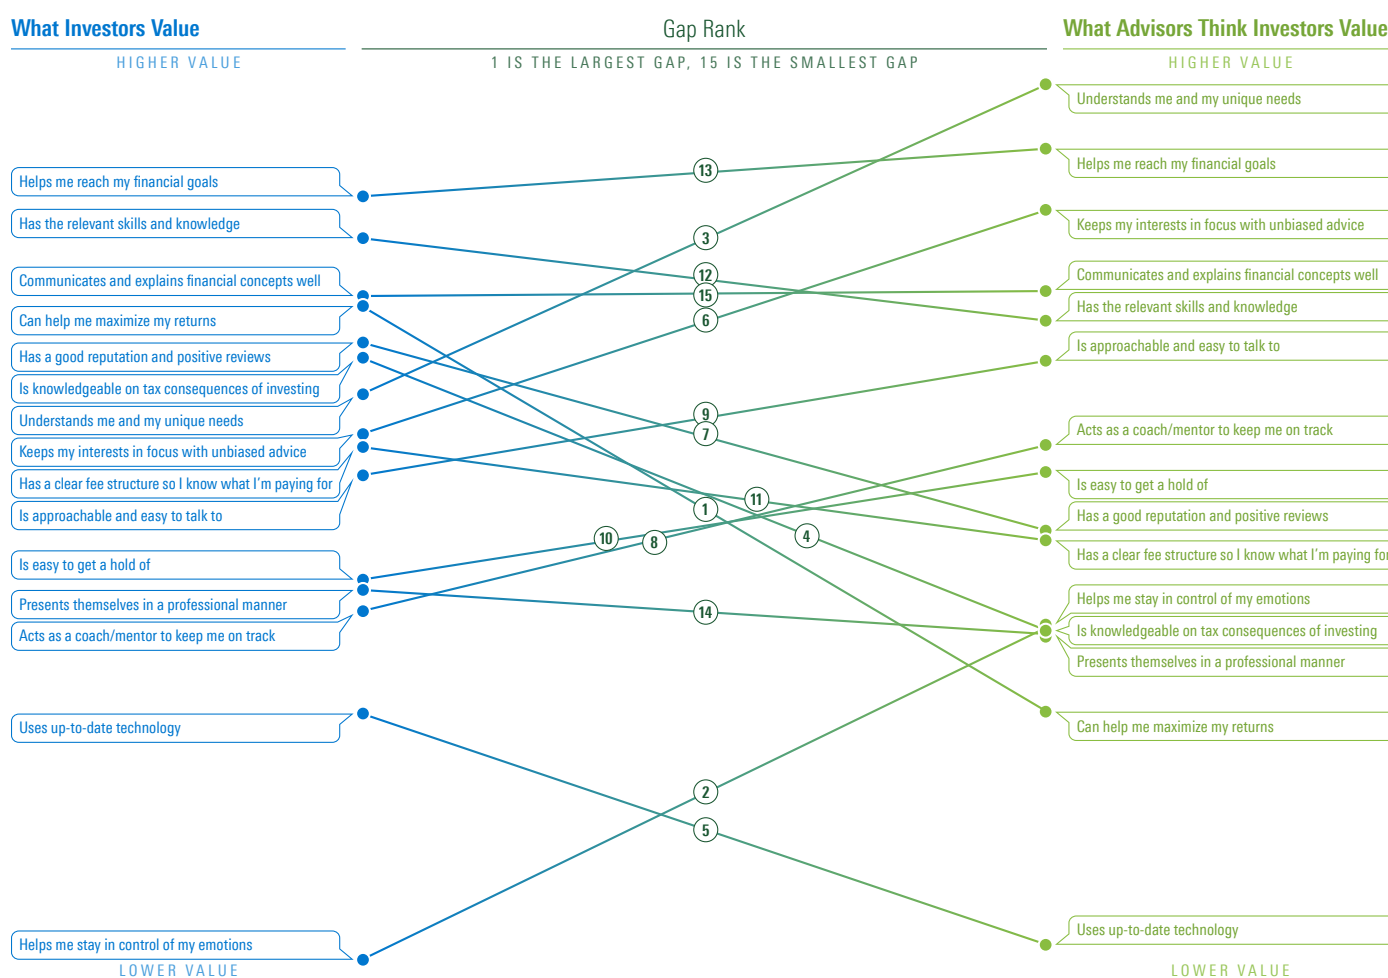 What Investors Value
HIGHER VALUE
Helps me reach my financial goals
Has the relevant skills and knowledge
Communicates and explains financial concepts well
Can help me maximize my returns
Has a good reputation and positive reviews
Is knowledgeable on tax consequences of investing
Understands me and my unique needs
Keeps my interests in focus with unbiased advice
Has a clear fee structure so I know what I'm paying for
Is approachable and easy to talk to
Is easy to get a hold of
Presents themselves in a professional manner
Acts as a coach/mentor to keep me on track
Uses up-to-date technology
Helps me stay in control of my emotions
LOWER VALUE
Gap Rank
1 IS THE LARGEST GAP, 15 IS THE SMALLEST GAP
13
3
12
15
6
9
7
11
1
4
10
8
14
2
5
What Advisors Think Investors Value
HIGHER VALUE
Understands me and my unique needs
Helps me reach my financial goals
Keeps my interests in focus with unbiased advice
Communicates and explains financial concepts well
Has the relevant skills and knowledge
Is approachable and easy to talk to
Acts as a coach/mentor to keep me on track
Is easy to get a hold of
Has a good reputation and positive reviews
Has a clear fee structure so I know what I'm paying for
Helps me stay in control of my emotions
Is knowledgeable on tax consequences of investing
Presents themselves in a professional manner
Can help me maximize my returns
Uses up-to-date technology
LOWER VALUE